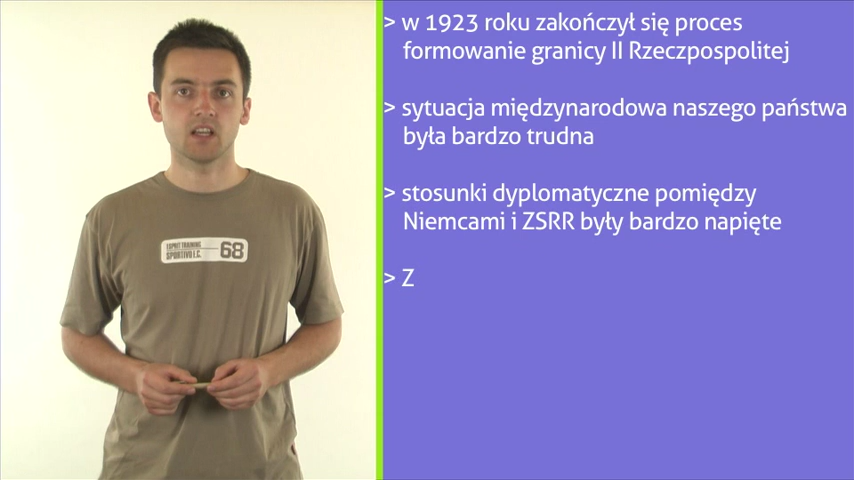 > w 1923 roku zakończył się proces
formowanie granicy II Rzeczpospolitej
> sytuacja międzynarodowa naszego państwa
była bardzo trudna
> stosunki dyplomatyczne pomiędzy
Niemcami i ZSRR były bardzo napięte
> Z
ESPRIT TRAINING
SPORTIVO I.C.
68